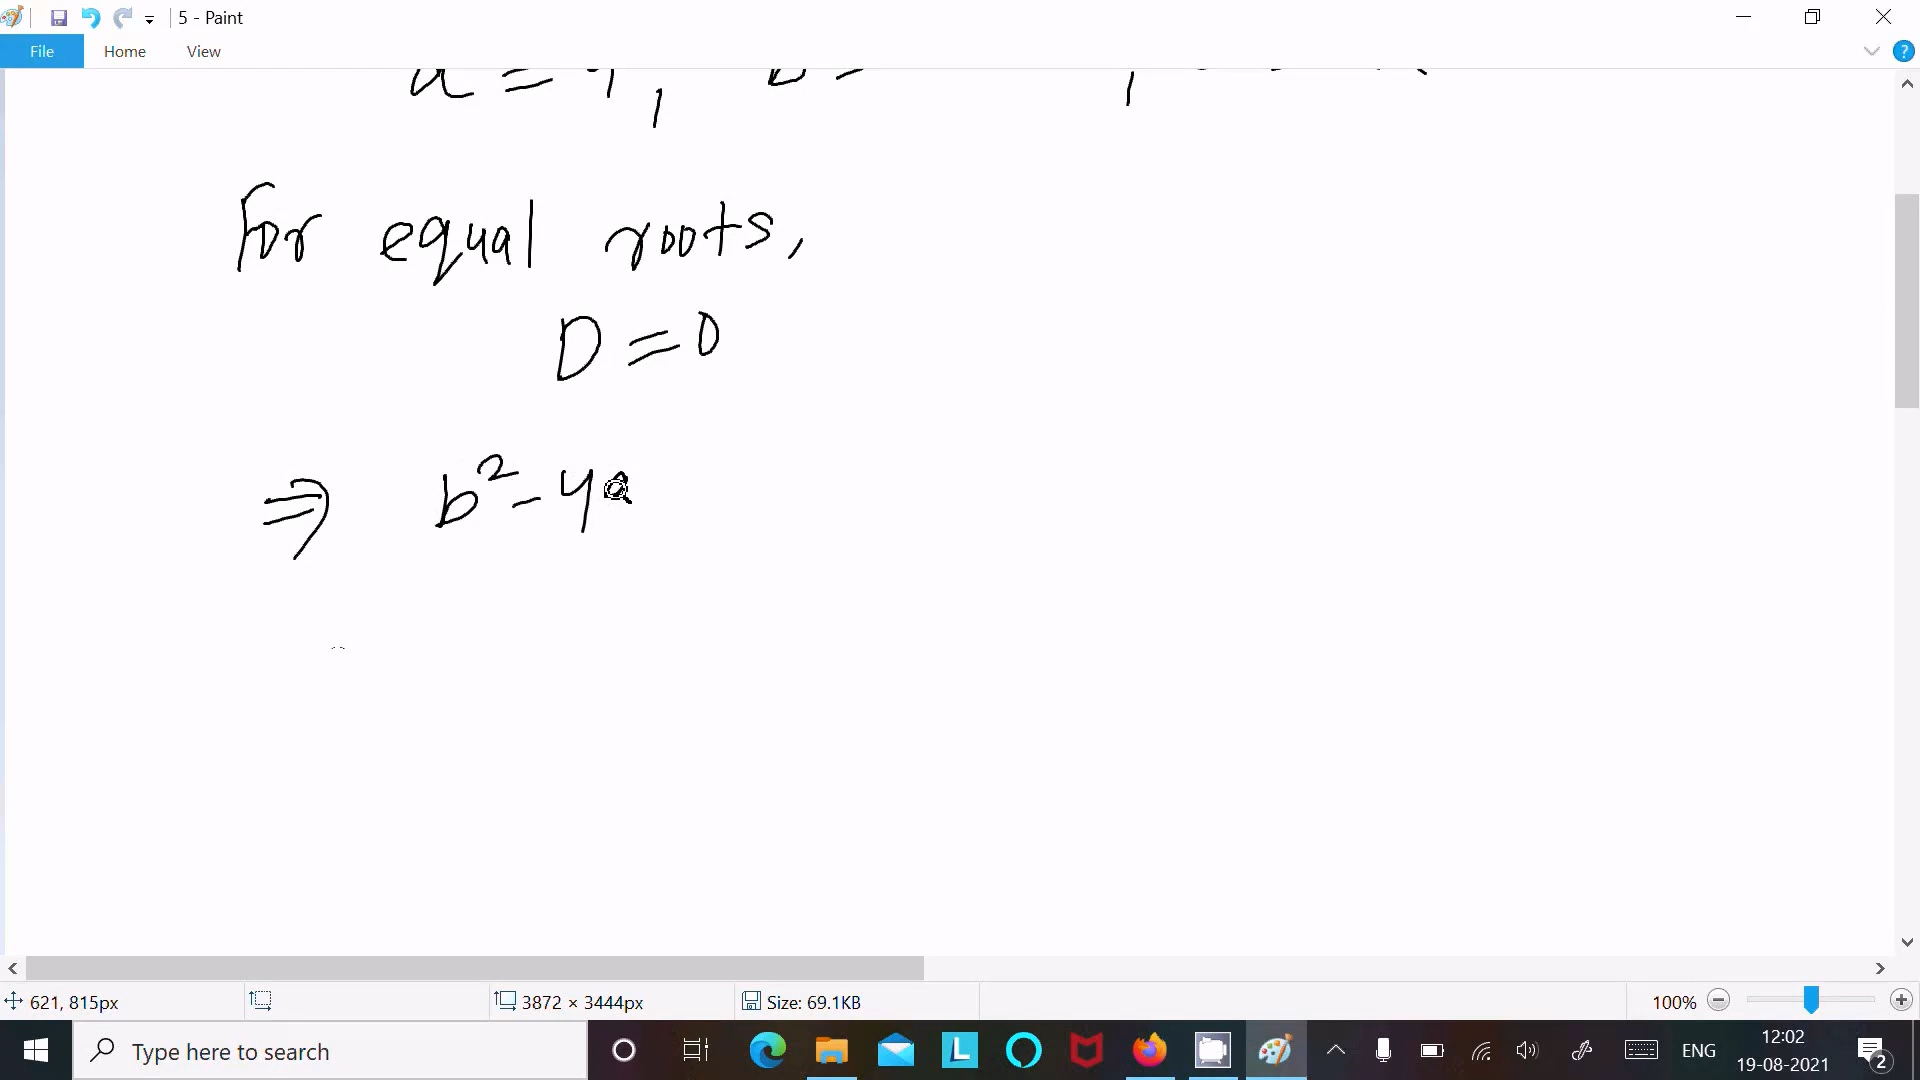 5 - Paint
File Home View
a =
For equal roots,
D = 0
⇒ b² - 4a
621, 815px 3872 × 3444px Size: 69.1KB 100%
Type here to search ENG 12:02
19-08-2021 2